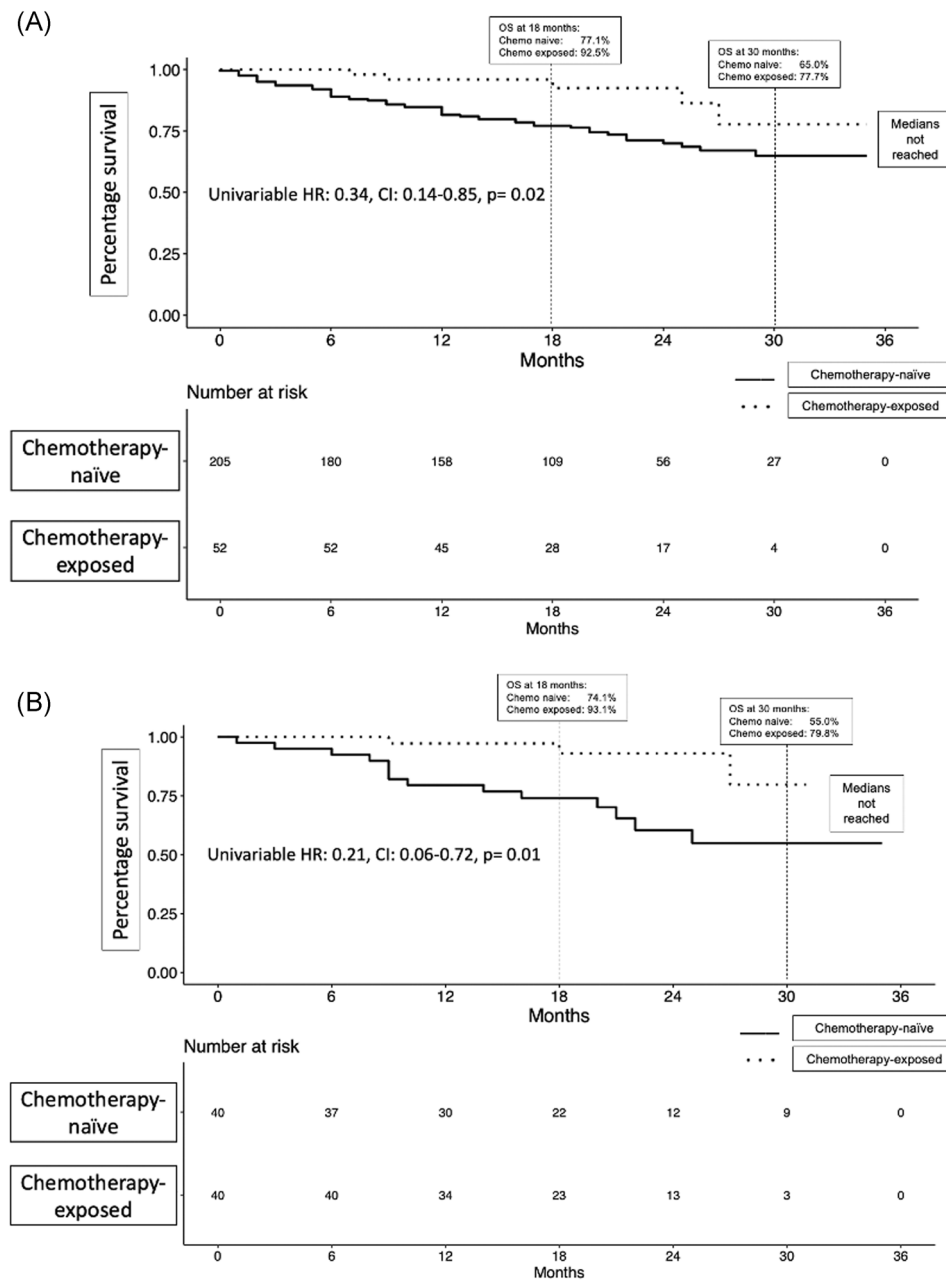 (A)
OS at 18 months:
Chemo naive: 77.1%
Chemo exposed: 92.5%
OS at 30 months:
Chemo naive: 65.0%
Chemo exposed: 77.7%
Percentage survival
1.00
0.75
0.50
0.25
0.00
Medians
not
reached
Univariable HR: 0.34, CI: 0.14-0.85, p= 0.02
0 6 12 18 24 30 36
Months
Chemotherapy-naïve
Chemotherapy-exposed
Number at risk
Chemotherapy-
naïve
205 180 158 109 56 27 0
Chemotherapy-
exposed
52 52 45 28 17 4 0
0 6 12 18 24 30 36
Months
(B)
OS at 18 months:
Chemo naive: 74.1%
Chemo exposed: 93.1%
OS at 30 months:
Chemo naive: 55.0%
Chemo exposed: 79.8%
Percentage survival
1.00
0.75
0.50
0.25
0.00
Medians
not
reached
Univariable HR: 0.21, CI: 0.06-0.72, p= 0.01
0 6 12 18 24 30 36
Months
Chemotherapy-naïve
Chemotherapy-exposed
Number at risk
Chemotherapy-
naïve
40 37 30 22 12 9 0
Chemotherapy-
exposed
40 40 34 23 13 3 0
0 6 12 18 24 30 36
Months